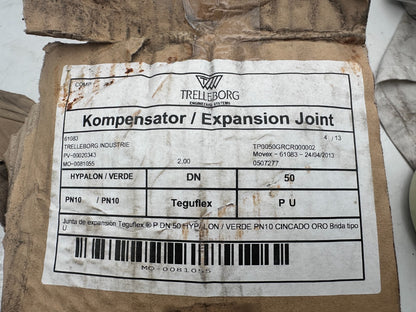 TRELLEBORG
ENGINEERED SYSTEMS
Kompensator / Expansion Joint
61083
4 / 13
TRELLEBORG INDUSTRIE
TP0050GRCR000002
PV-00020343
Movex - 61083 - 24/04/2013
MO-0081055
2.00
0507277
HYPALON / VERDE
DN
50
PN10 / PN10
Teguflex
P U
Junta de expansión Teguflex ® P DN 50 HYPALON / VERDE PN10 CINCADO ORO Brida tipo
U
MO-0081055